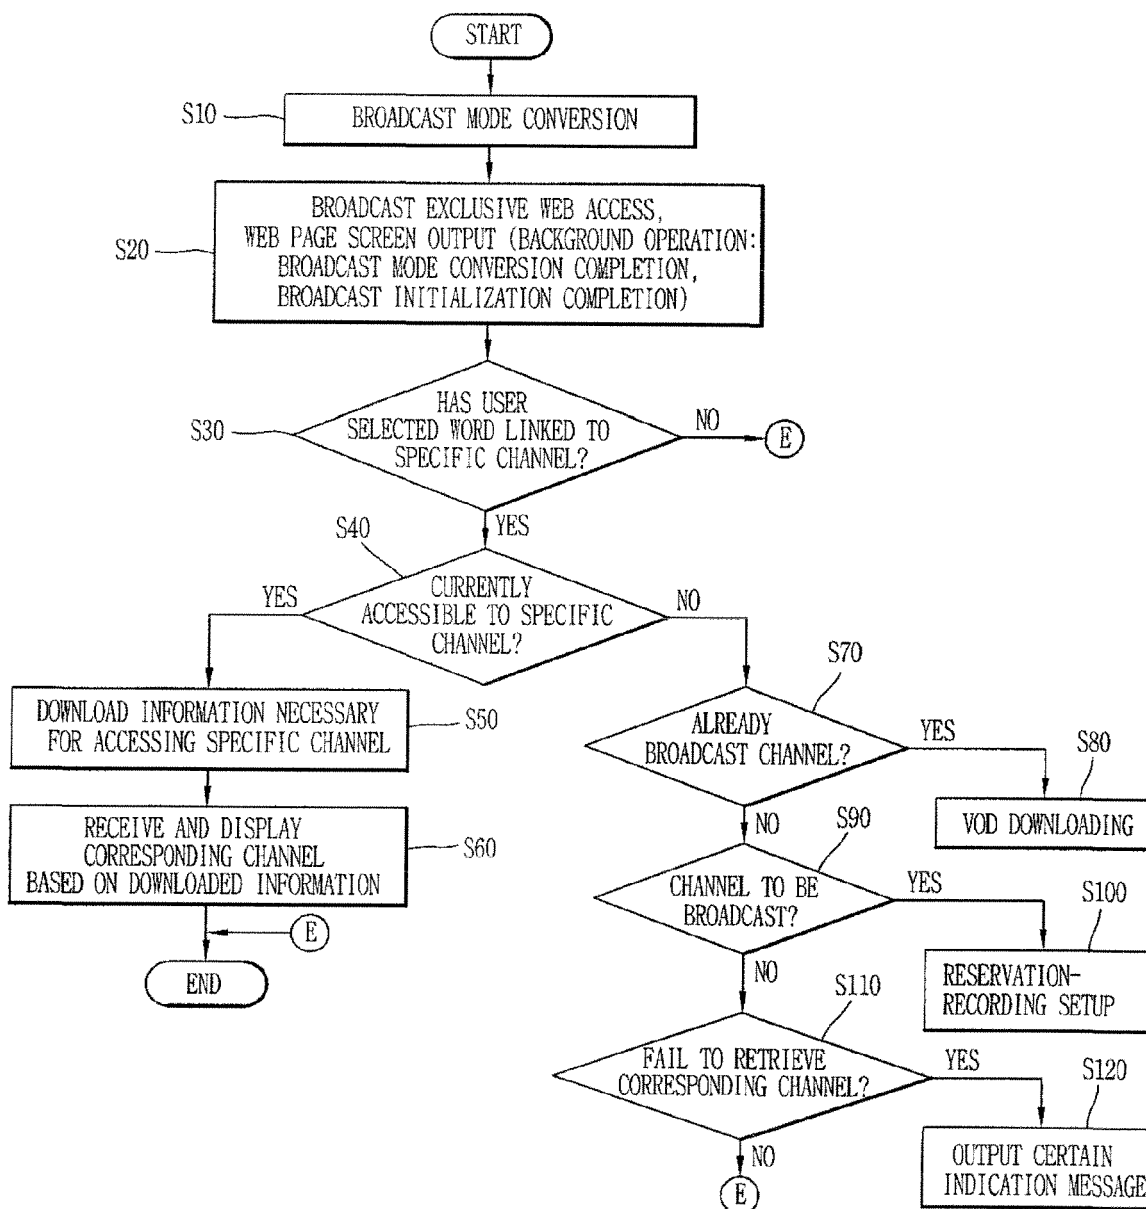 START
S10
BROADCAST MODE CONVERSION
S20
BROADCAST EXCLUSIVE WEB ACCESS,
WEB PAGE SCREEN OUTPUT (BACKGROUND OPERATION:
BROADCAST MODE CONVERSION COMPLETION,
BROADCAST INITIALIZATION COMPLETION)
S30
HAS USER
SELECTED WORD LINKED TO
SPECIFIC CHANNEL?
NO
E
YES
S40
CURRENTLY
ACCESSIBLE TO SPECIFIC
CHANNEL?
YES
NO
DOWNLOAD INFORMATION NECESSARY
FOR ACCESSING SPECIFIC CHANNEL
S50
RECEIVE AND DISPLAY
CORRESPONDING CHANNEL
BASED ON DOWNLOADED INFORMATION
S60
E
END
S70
ALREADY
BROADCAST CHANNEL?
YES
S80
VOD DOWNLOADING
NO
S90
CHANNEL TO BE
BROADCAST?
YES
S100
RESERVATION-
RECORDING SETUP
NO
S110
FAIL TO RETRIEVE
CORRESPONDING CHANNEL?
YES
S120
OUTPUT CERTAIN
INDICATION MESSAGE
NO
E